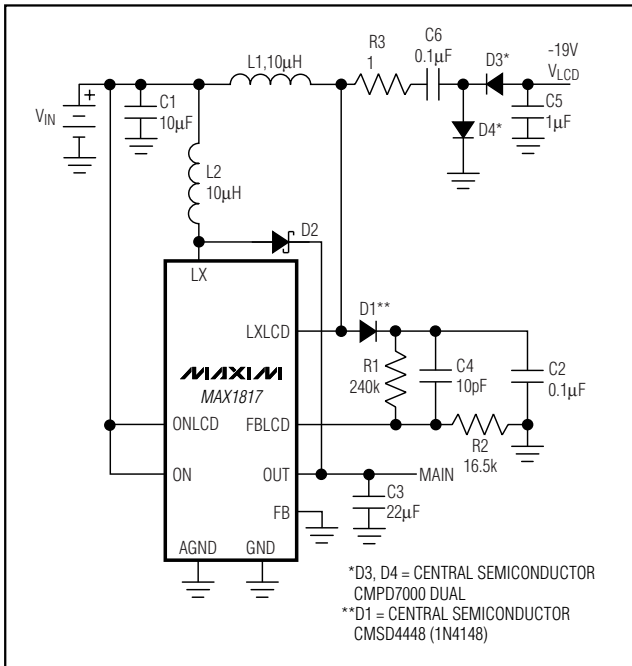 C6
0.1µF
R3
1
L1,10µH
D3*
-19V
VLCD
VIN
+
C1
10µF
D4*
C5
1µF
L2
10µH
D2
LX
D1**
LXLCD
MAXIM
MAX1817
R1
240k
C4
10pF
C2
0.1µF
ONLCD
FBLCD
R2
16.5k
ON
OUT
MAIN
C3
22µF
FB
AGND
GND
*D3, D4 = CENTRAL SEMICONDUCTOR
CMPD7000 DUAL
**D1 = CENTRAL SEMICONDUCTOR
CMSD4448 (1N4148)